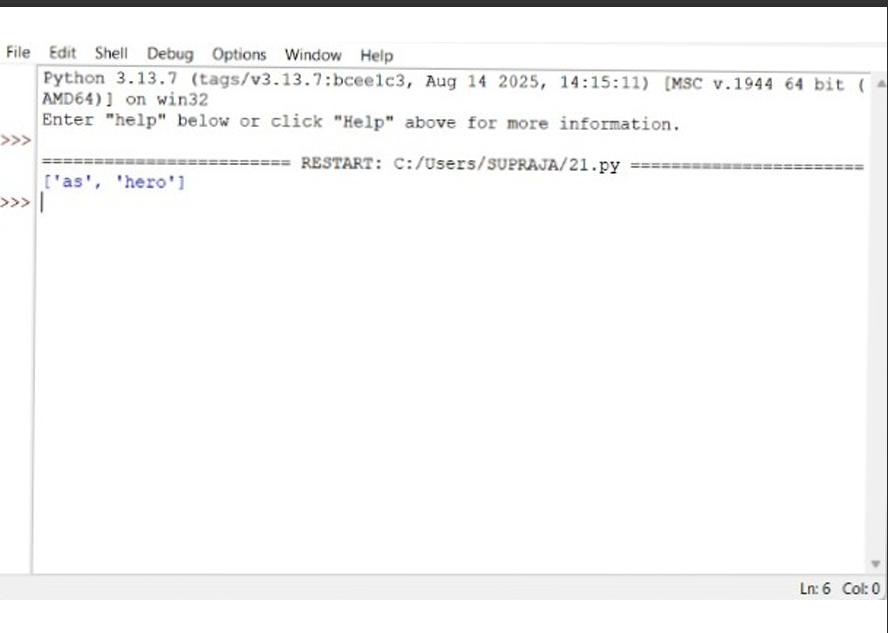 File Edit Shell Debug Options Window Help
Python 3.13.7 (tags/v3.13.7:bcee1c3, Aug 14 2025, 14:15:11) [MSC v.1944 64 bit (
AMD64)] on win32
Enter "help" below or click "Help" above for more information.
>>>
======================== RESTART: C:/Users/SUPRAJA/21.py =======================
['as', 'hero']
>>>
Ln: 6 Col: 0